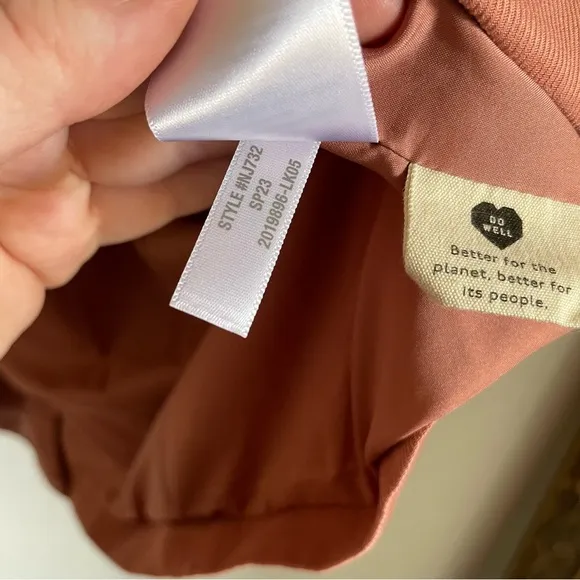 STYLE #NJ732
SP23
2019896-LK05
DO
WELL
Better for the
planet, better for
its people.